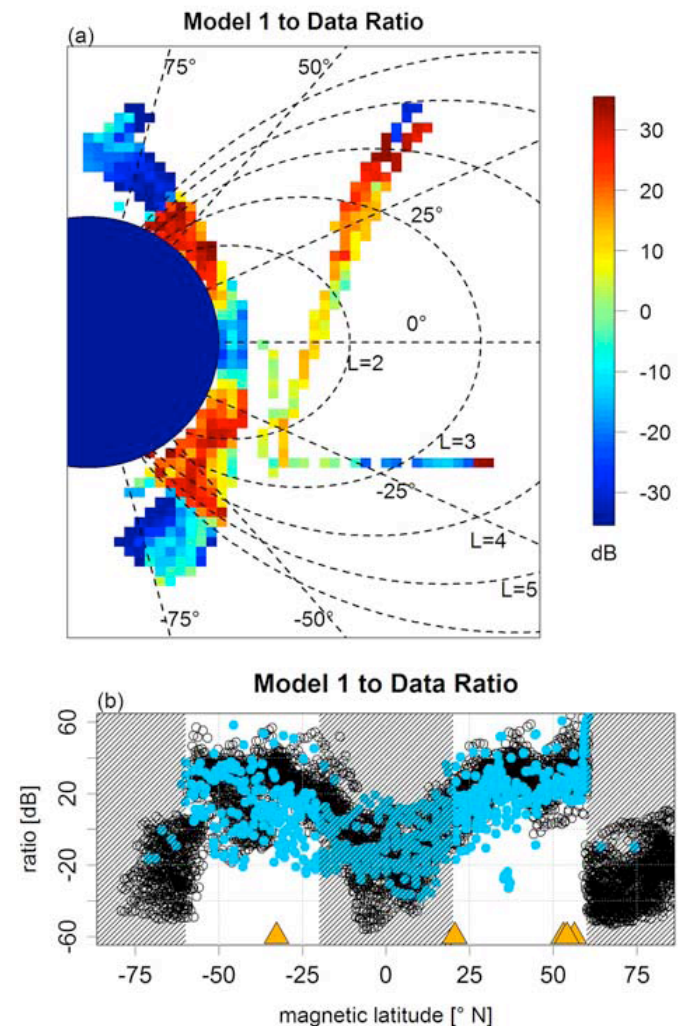 Model 1 to Data Ratio
(a)
75°
50°
25°
0°
L=2
L=3
-25°
L=4
L=5
-75°
-50°
30
20
10
0
-10
-20
-30
dB
Model 1 to Data Ratio
(b)
ratio [dB]
60
20
-20
-60
-75
-50
-25
0
25
50
75
magnetic latitude [° N]